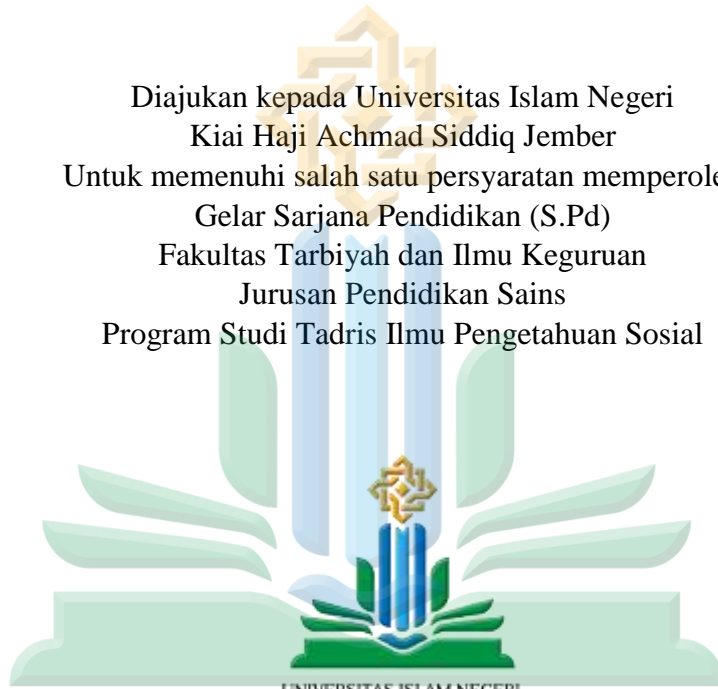 Diajukan kepada Universitas Islam Negeri
Kiai Haji Achmad Siddiq Jember
Untuk memenuhi salah satu persyaratan memperole
Gelar Sarjana Pendidikan (S.Pd)
Fakultas Tarbiyah dan Ilmu Keguruan
Jurusan Pendidikan Sains
Program Studi Tadris Ilmu Pengetahuan Sosial
UNIVERSITAS ISLAM NEGERI